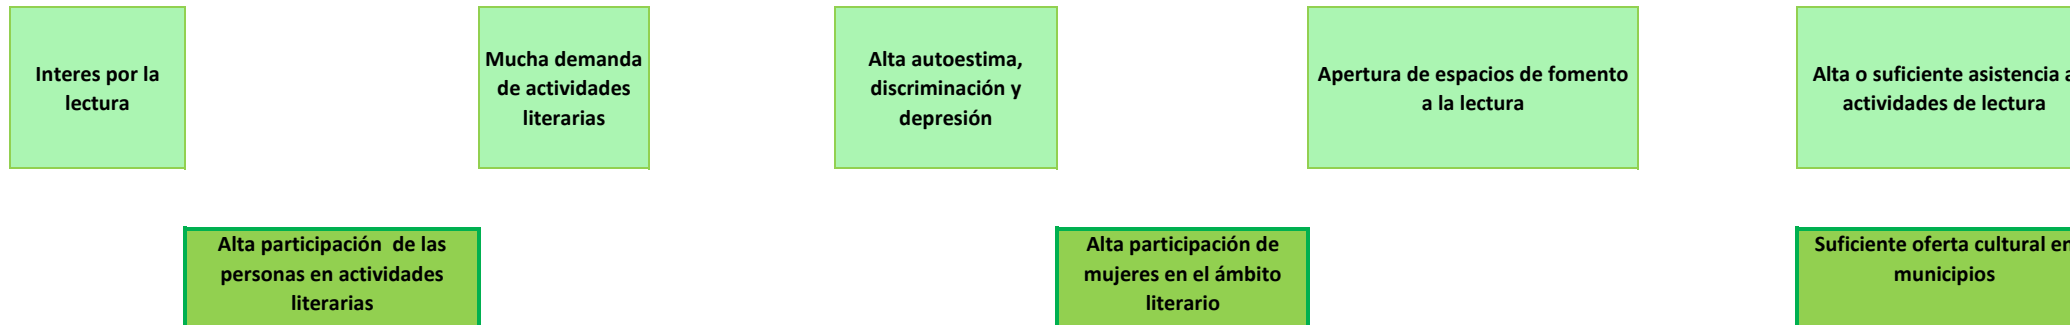 Interes por la
lectura
Mucha demanda
de actividades
literarias
Alta autoestima,
discriminación y
depresión
Apertura de espacios de fomento
a la lectura
Alta o suficiente asistencia a
actividades de lectura
Alta participación de las
personas en actividades
literarias
Alta participación de
mujeres en el ámbito
literario
Suficiente oferta cultural en
municipios